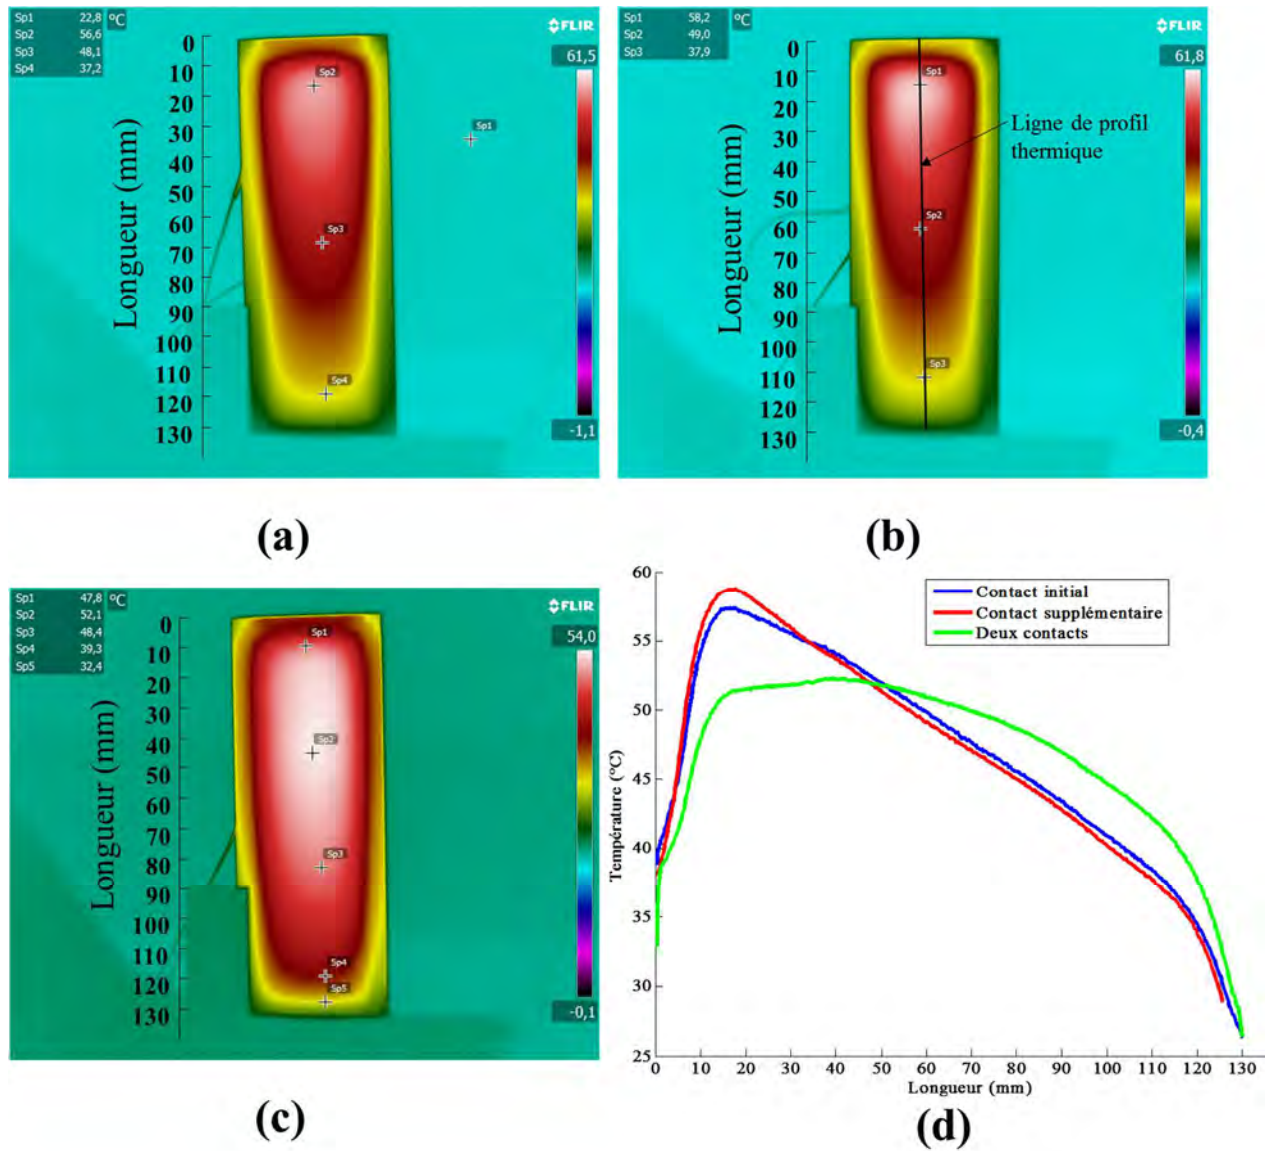 Sp1 22,8 ºC
Sp2 56,6
Sp3 48,1
Sp4 37,2
FLIR
61,5
-1,1
Longueur (mm)
0
10
20
30
40
50
60
70
80
90
100
110
120
130
Sp2
Sp1
Sp3
Sp4
(a)
Sp1 58,2 ºC
Sp2 49,0
Sp3 37,9
FLIR
61,8
-0,4
Longueur (mm)
0
10
20
30
40
50
60
70
80
90
100
110
120
130
Sp1
Ligne de profil
thermique
Sp2
Sp3
(b)
Sp1 47,8 ºC
Sp2 52,1
Sp3 48,4
Sp4 39,3
Sp5 32,4
FLIR
54,0
-0,1
Longueur (mm)
0
10
20
30
40
50
60
70
80
90
100
110
120
130
Sp1
Sp2
Sp3
Sp4
Sp5
(c)
60
55
50
45
40
35
30
25
Température (ºC)
Contact initial
Contact supplémentaire
Deux contacts
0 10 20 30 40 50 60 70 80 90 100 110 120 130
Longueur (mm)
(d)